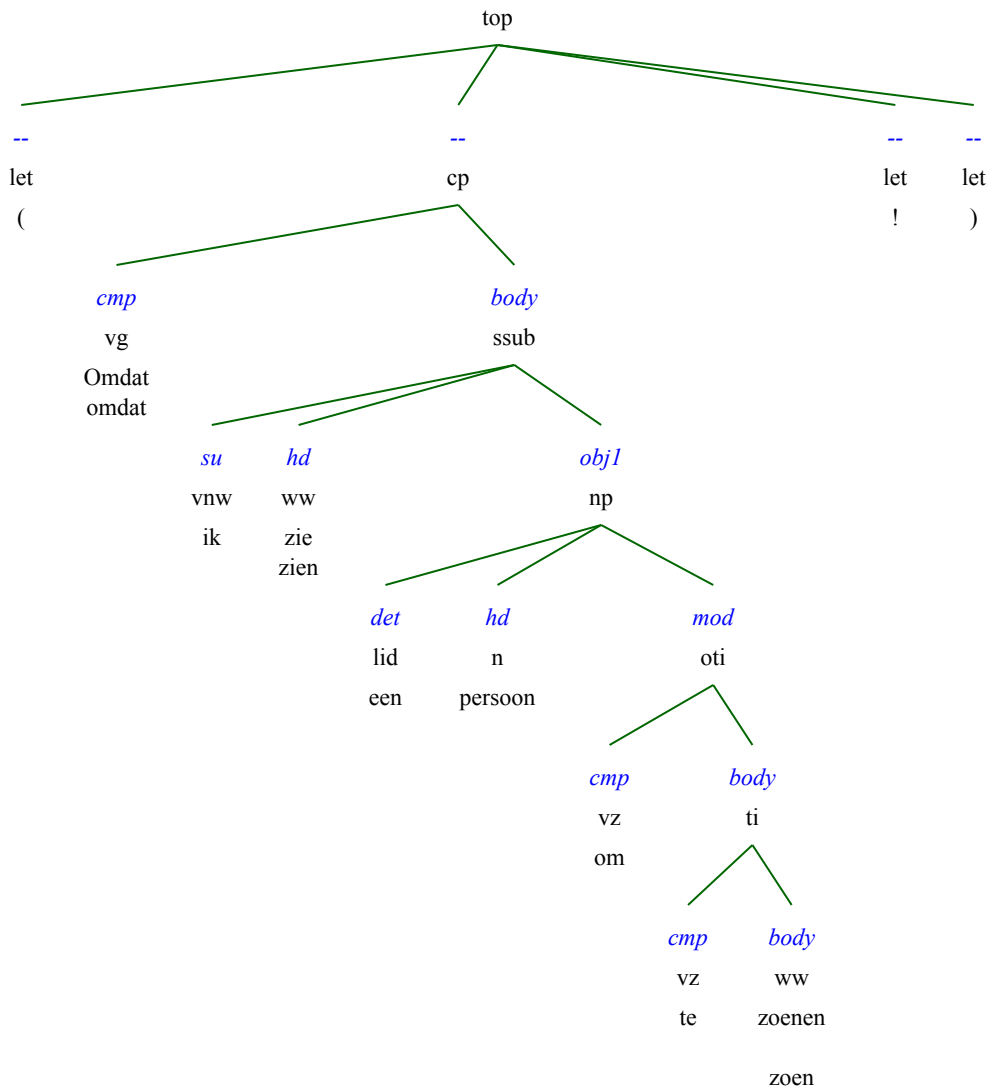 top
-- -- -- --
let cp let let
( ! )
cmp body
vg ssub
Omdat
omdat
su hd obj1
vnw ww np
ik zie
zien
det hd mod
lid n oti
een persoon
cmp body
vz ti
om
cmp body
vz ww
te zoenen
zoen